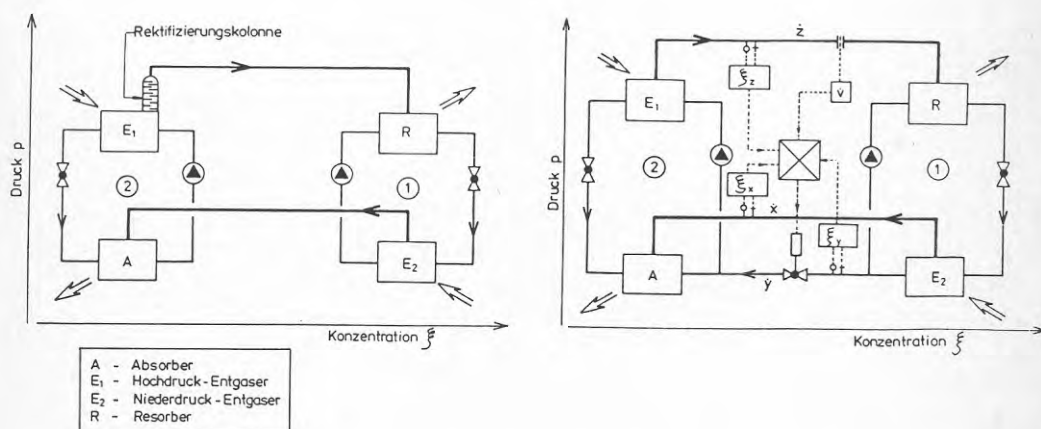 Rektifizierungskolonne
Druck p
E₁
R
②
①
A
E₂
Konzentration ξ
A - Absorber
E₁ - Hochdruck-Entgaser
E₂ - Niederdruck-Entgaser
R - Resorber
Druck p
ż
ξz
V̇
E₁
R
②
①
ξx
ẋ
ξy
A
ẏ
E₂
Konzentration ξ